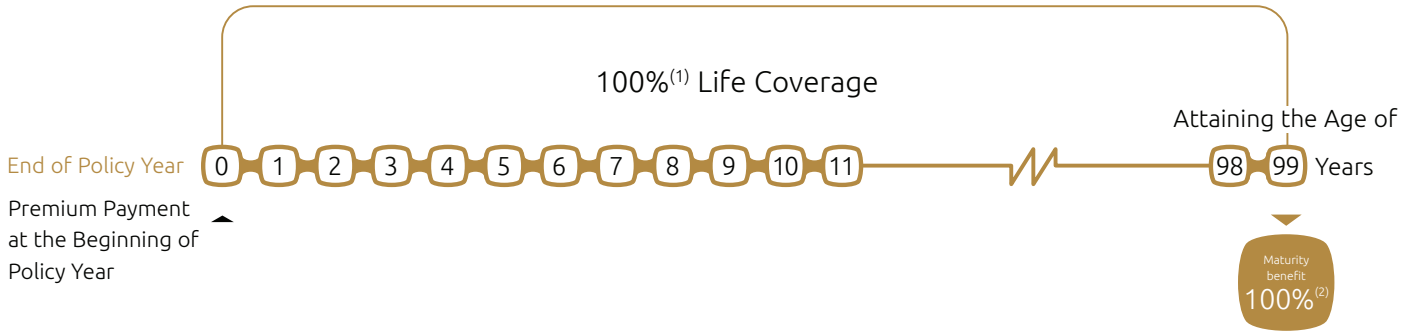 100%(1) Life Coverage
Attaining the Age of
End of Policy Year 0 1 2 3 4 5 6 7 8 9 10 11 98 99 Years
Premium Payment
at the Beginning of
Policy Year
Maturity
benefit
100%(2)